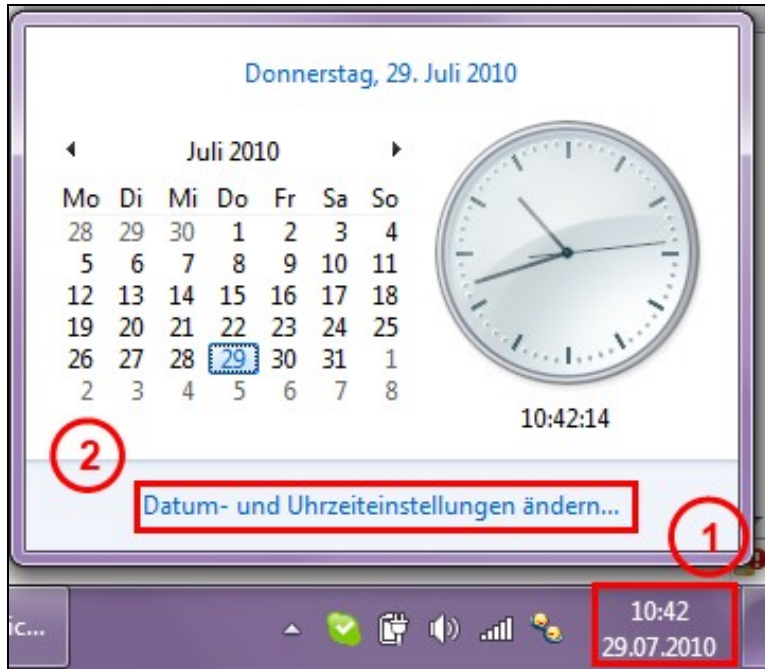 Donnerstag, 29. Juli 2010
Juli 2010
Mo Di Mi Do Fr Sa So
28 29 30 1 2 3 4
5 6 7 8 9 10 11
12 13 14 15 16 17 18
19 20 21 22 23 24 25
26 27 28 29 30 31 1
2 3 4 5 6 7 8
10:42:14
2
Datum- und Uhrzeiteinstellungen ändern...
1
ic...
10:42
29.07.2010